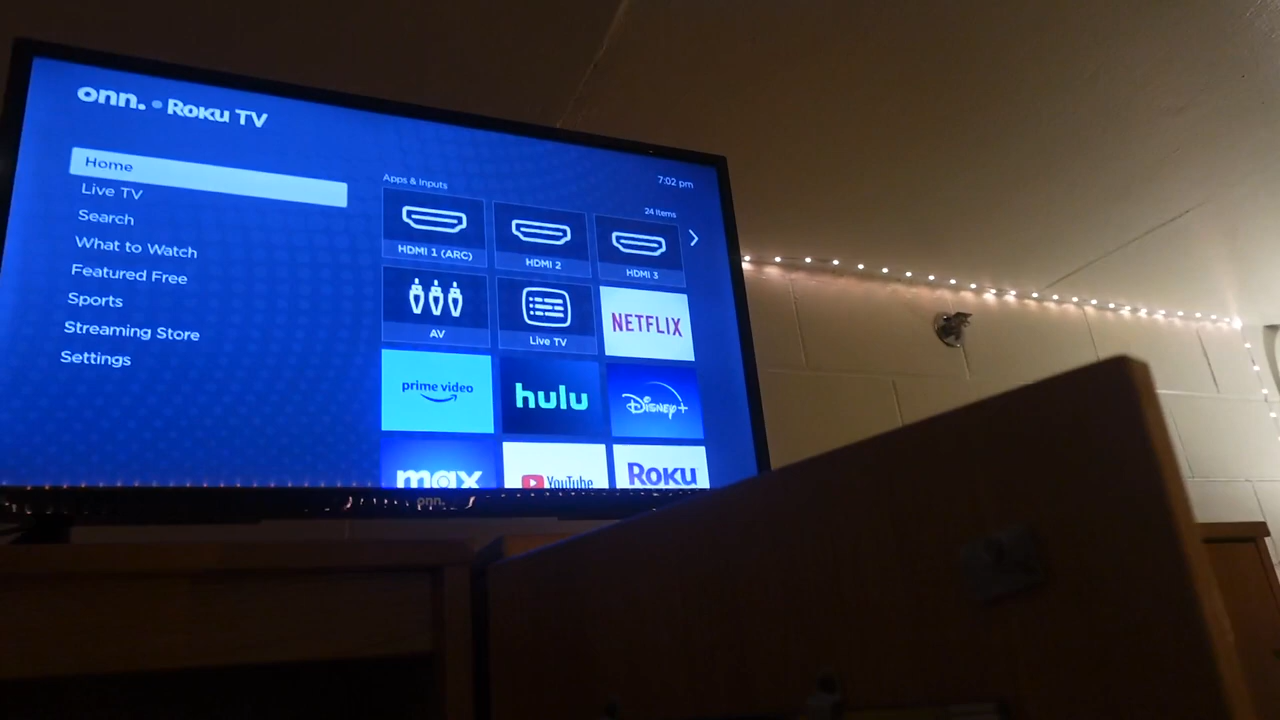 onn. • Roku TV
Home
Live TV
Search
What to Watch
Featured Free
Sports
Streaming Store
Settings
Apps & Inputs
7:02 pm
24 Items
HDMI 1 (ARC)
HDMI 2
HDMI 3
AV
Live TV
NETFLIX
prime video
hulu
Disney+
max
YouTube
Roku
onn.